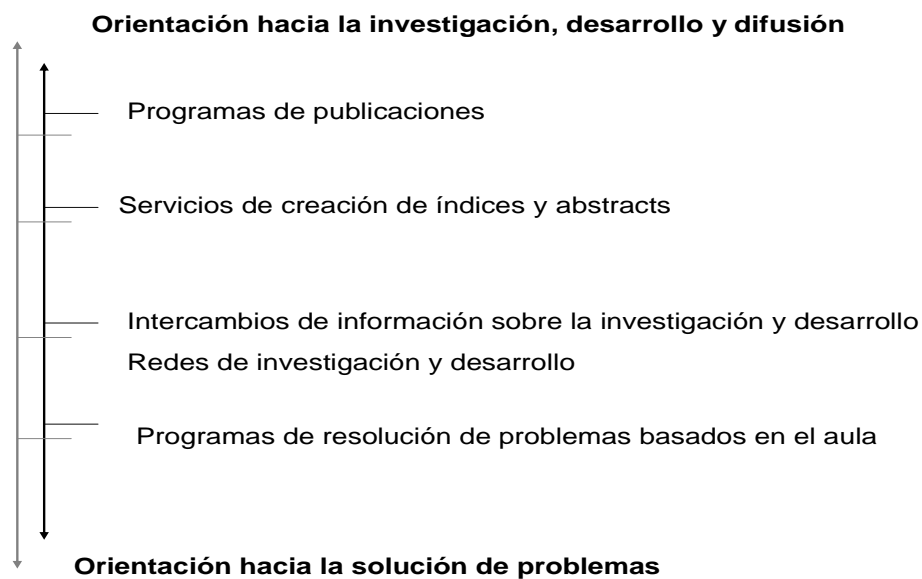 Orientación hacia la investigación, desarrollo y difusión
Programas de publicaciones
Servicios de creación de índices y abstracts
Intercambios de información sobre la investigación y desarrollo
Redes de investigación y desarrollo
Programas de resolución de problemas basados en el aula
Orientación hacia la solución de problemas